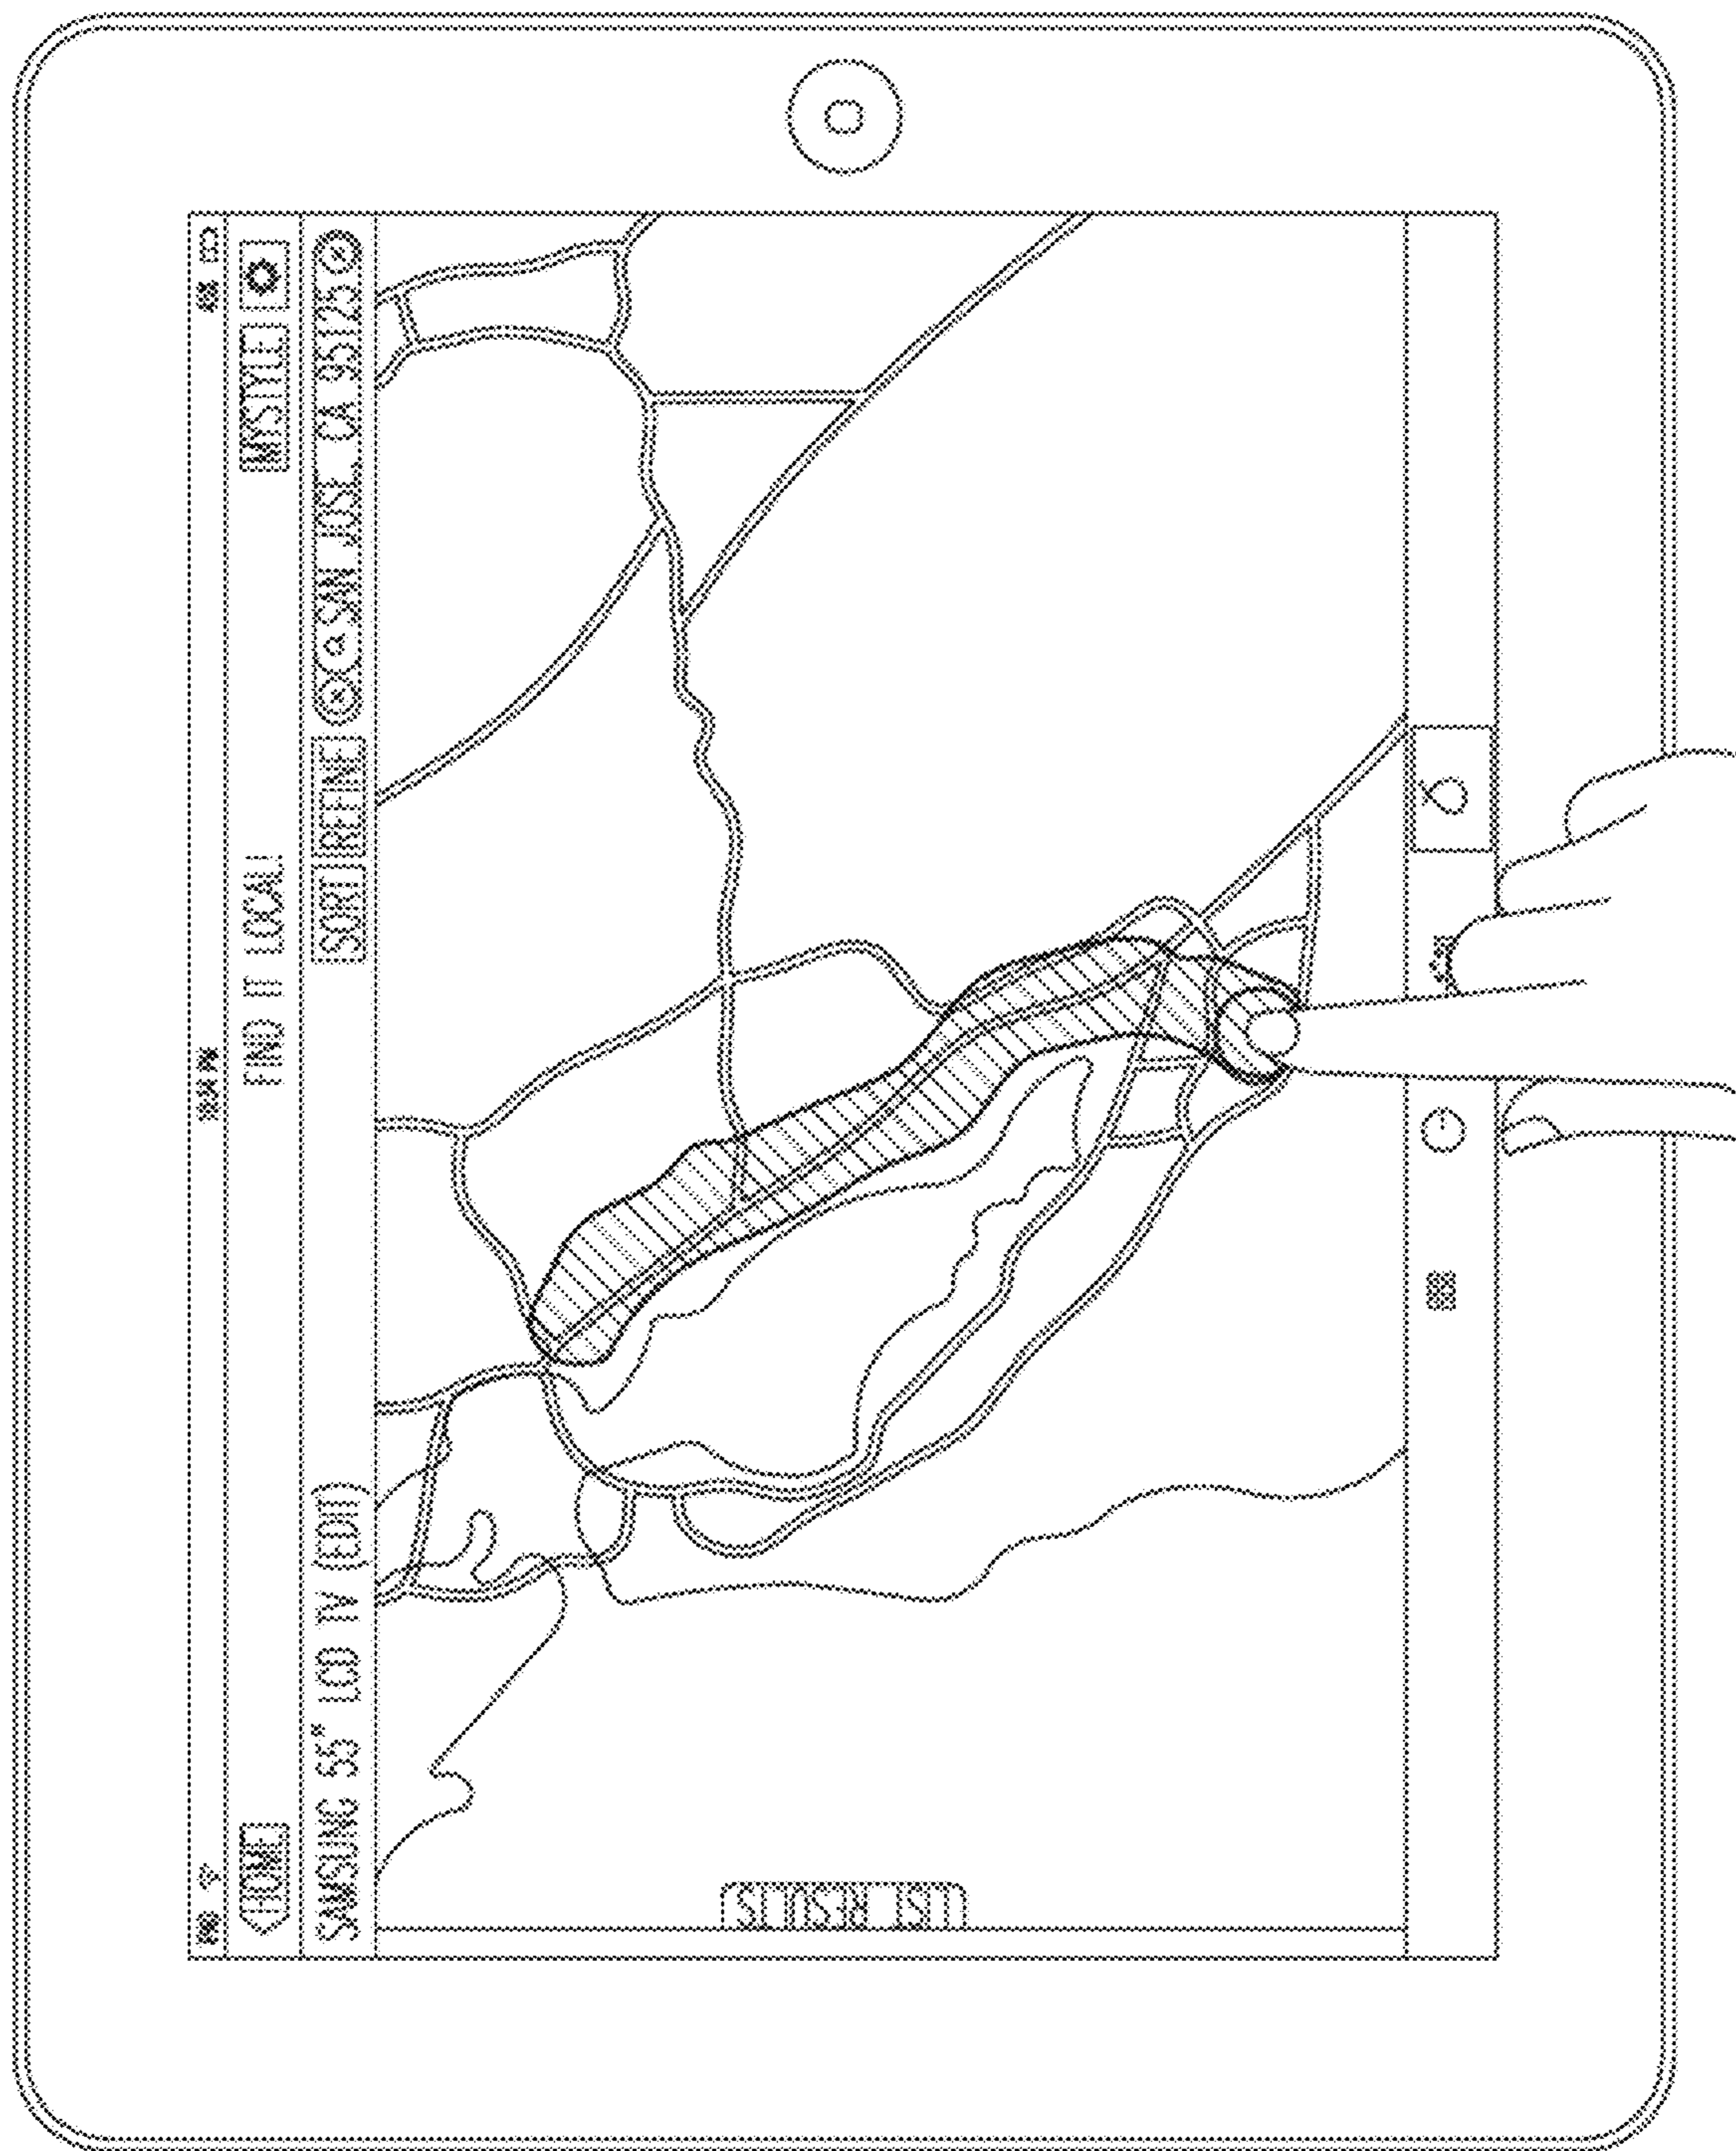 HOME
FIND IT LOCAL!
MYSTYLE
SAMSUNG 55" LCD TV (EDIT)
SORT REFINE
SAN JOSE, CA 95125
LIST RESULTS